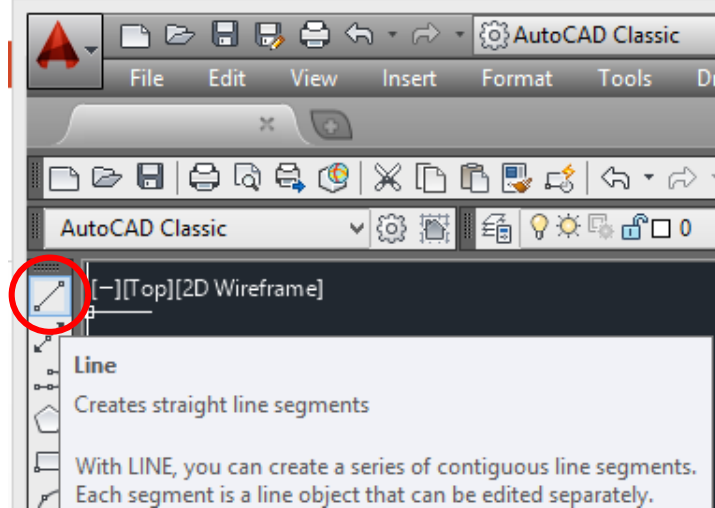 AutoCAD Classic
File Edit View Insert Format Tools
AutoCAD Classic 0
[−][Top][2D Wireframe]
Line
Creates straight line segments
With LINE, you can create a series of contiguous line segments.
Each segment is a line object that can be edited separately.